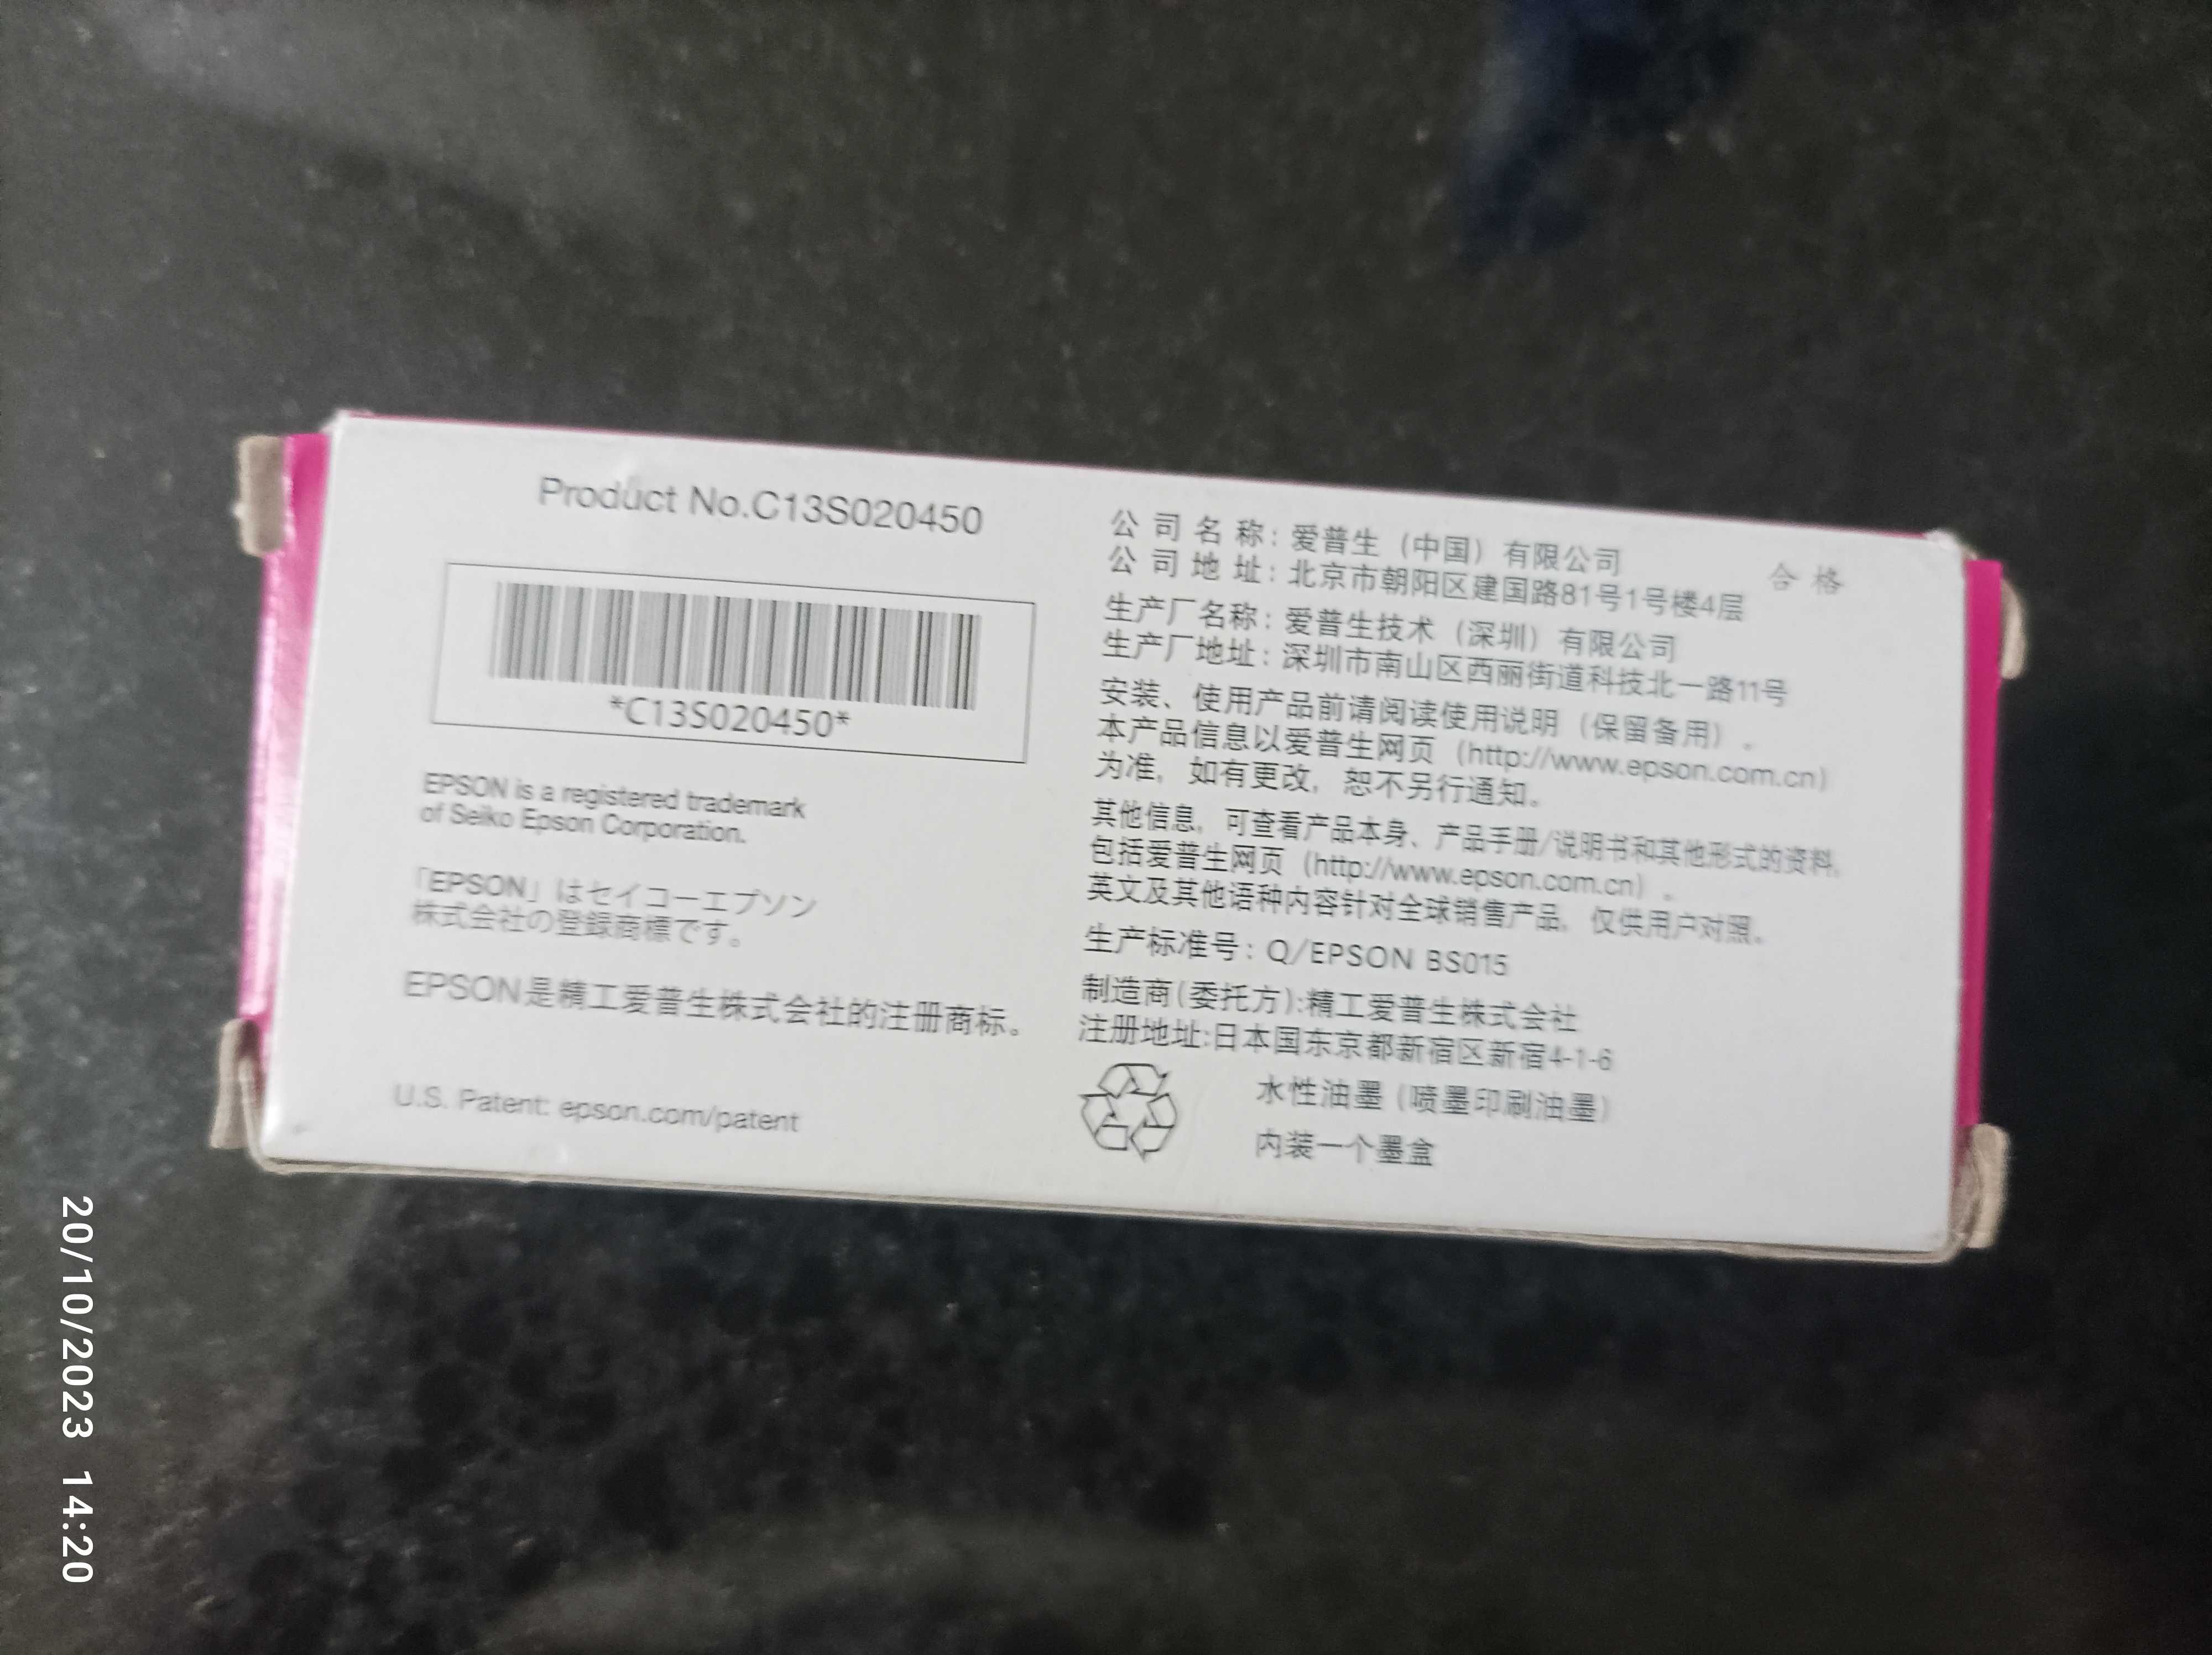 Product No.C13S020450
*C13S020450*
EPSON is a registered trademark
of Seiko Epson Corporation.
「EPSON」はセイコーエプソン
株式会社の登録商標です。
EPSON是精工爱普生株式会社的注册商标。
U.S. Patent: epson.com/patent
公司名称：爱普生（中国）有限公司
公司地址：北京市朝阳区建国路81号1号楼4层
合格
生产厂名称：爱普生技术（深圳）有限公司
生产厂地址：深圳市南山区西丽街道科技北一路11号
安装、使用产品前请阅读使用说明（保留备用）。
本产品信息以爱普生网页（http://www.epson.com.cn）
为准，如有更改，恕不另行通知。
其他信息，可查看产品本身、产品手册/说明书和其他形式的资料，
包括爱普生网页（http://www.epson.com.cn）。
英文及其他语种内容针对全球销售产品，仅供用户对照。
生产标准号：Q/EPSON BS015
制造商(委托方):精工爱普生株式会社
注册地址:日本国东京都新宿区新宿4-1-6
水性油墨（喷墨印刷油墨）
内装一个墨盒
20/10/2023 14:20